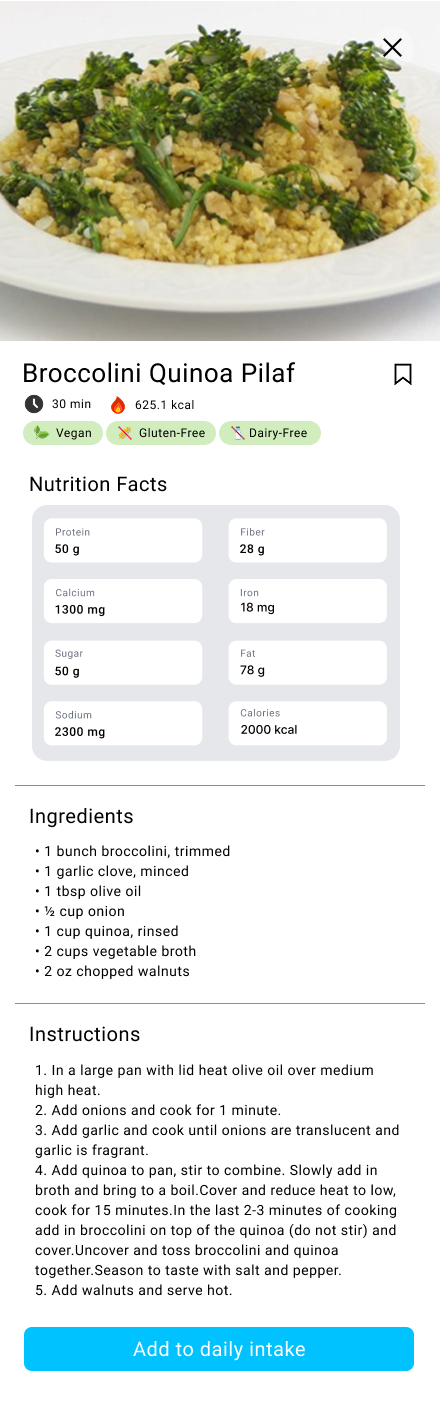 Broccolini Quinoa Pilaf
30 min 625.1 kcal
Vegan Gluten-Free Dairy-Free
Nutrition Facts
Protein Fiber
50 g 28 g
Calcium Iron
1300 mg 18 mg
Sugar Fat
50 g 78 g
Sodium Calories
2300 mg 2000 kcal
Ingredients
• 1 bunch broccolini, trimmed
• 1 garlic clove, minced
• 1 tbsp olive oil
• ½ cup onion
• 1 cup quinoa, rinsed
• 2 cups vegetable broth
• 2 oz chopped walnuts
Instructions
1. In a large pan with lid heat olive oil over medium
high heat.
2. Add onions and cook for 1 minute.
3. Add garlic and cook until onions are translucent and
garlic is fragrant.
4. Add quinoa to pan, stir to combine. Slowly add in
broth and bring to a boil.Cover and reduce heat to low,
cook for 15 minutes.In the last 2-3 minutes of cooking
add in broccolini on top of the quinoa (do not stir) and
cover.Uncover and toss broccolini and quinoa
together.Season to taste with salt and pepper.
5. Add walnuts and serve hot.
Add to daily intake